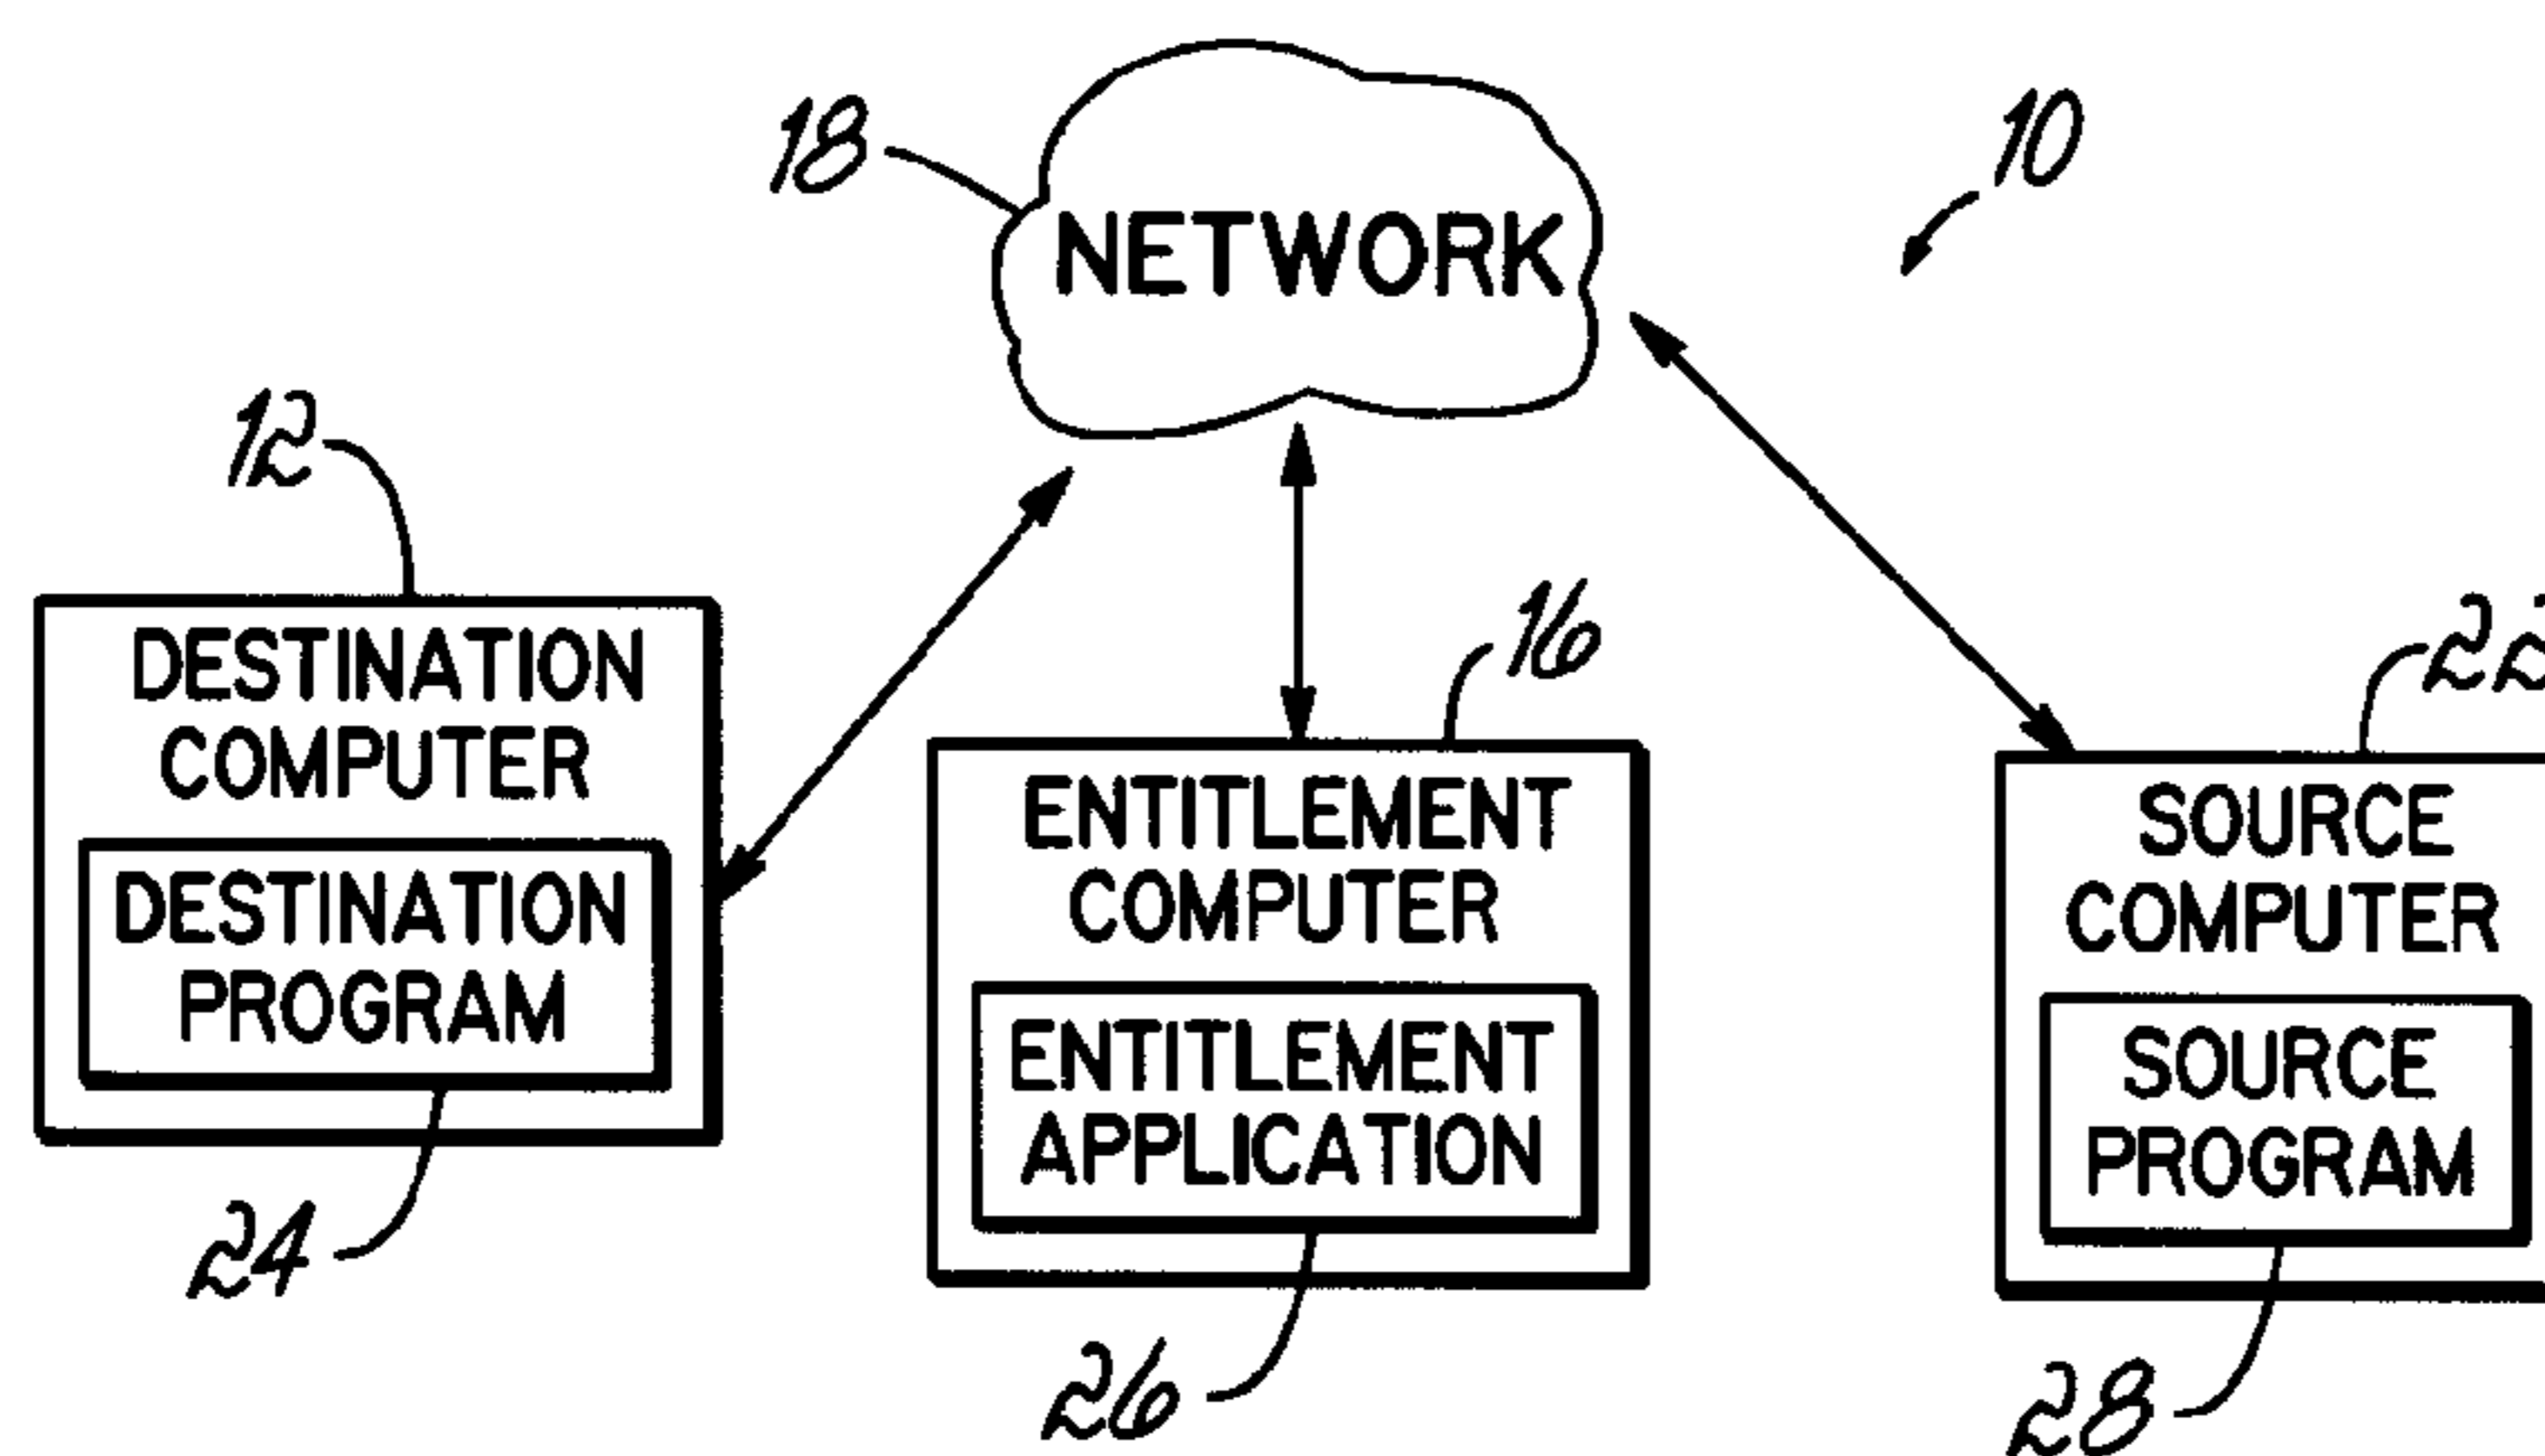 18
NETWORK
10
12
DESTINATION
COMPUTER
DESTINATION
PROGRAM
24
16
ENTITLEMENT
COMPUTER
ENTITLEMENT
APPLICATION
26
22
SOURCE
COMPUTER
SOURCE
PROGRAM
28